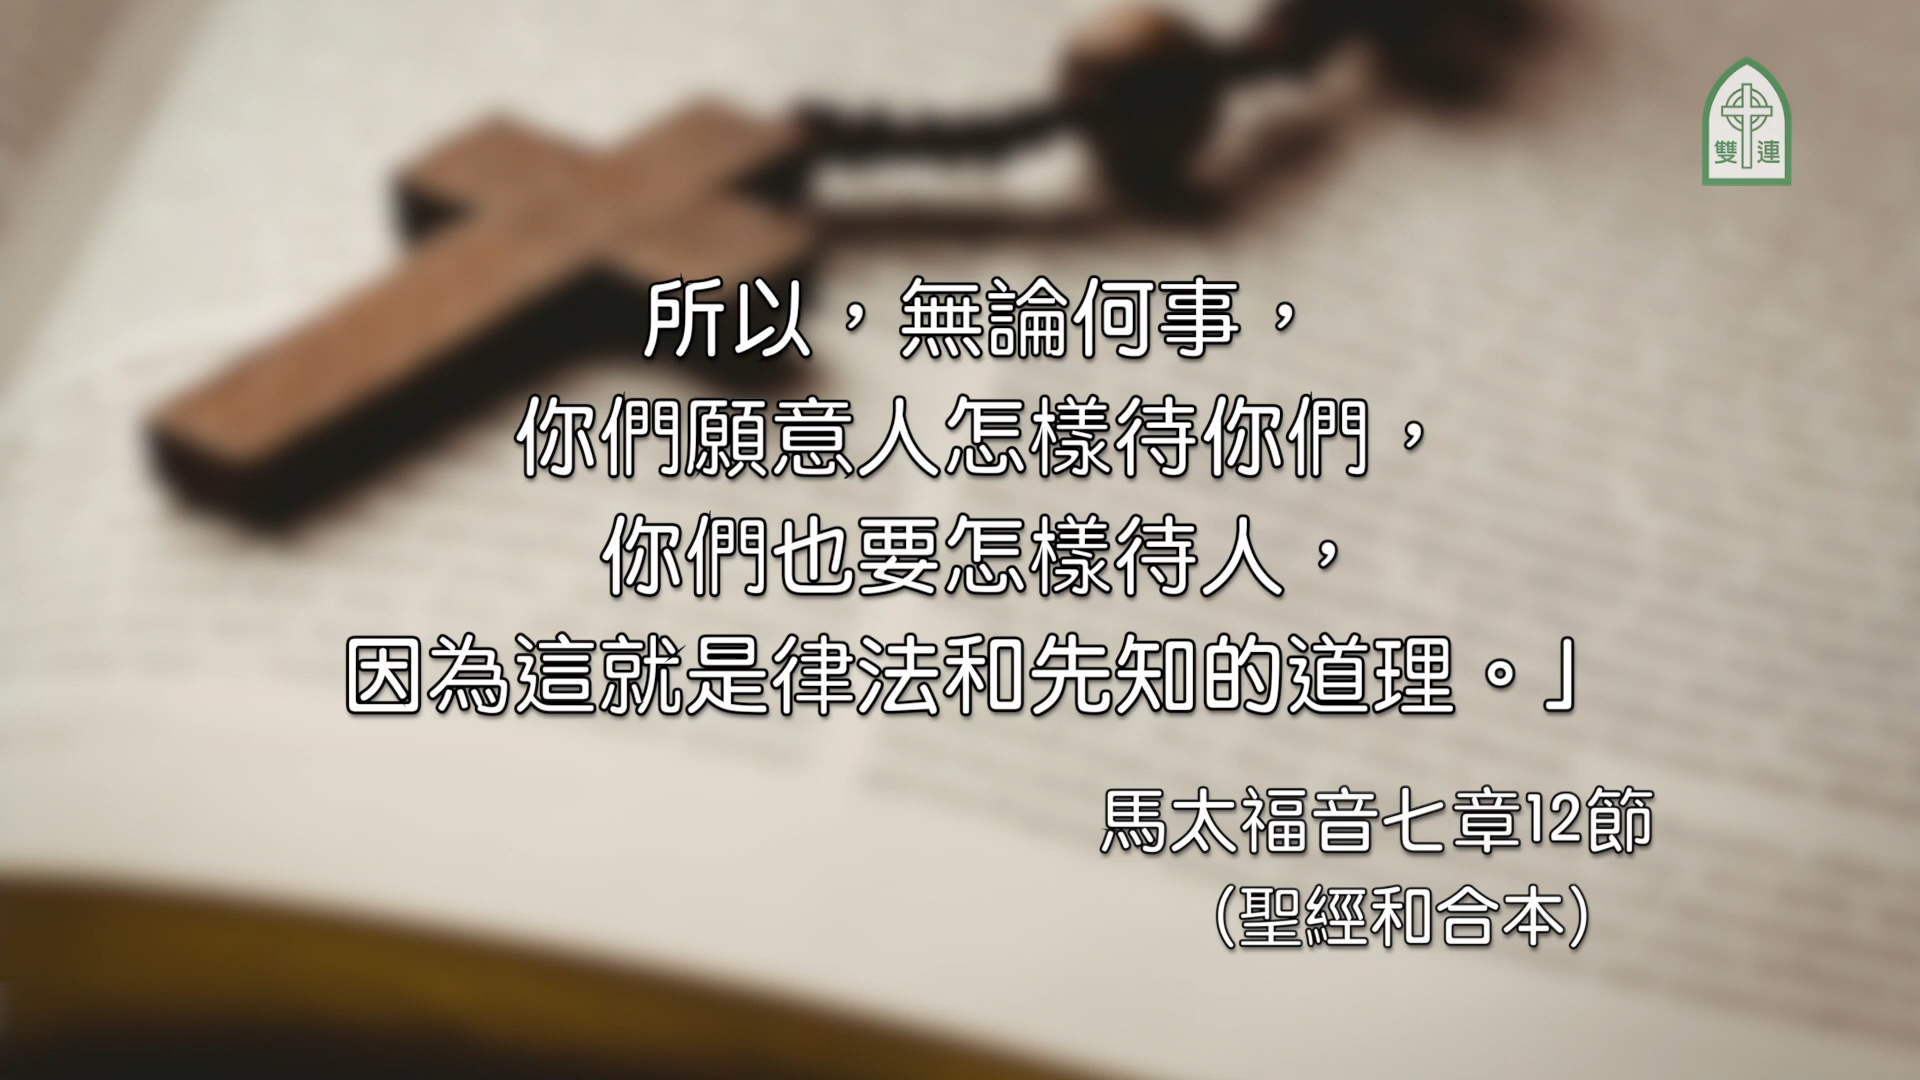 雙連
所以，無論何事，
你們願意人怎樣待你們，
你們也要怎樣待人，
因為這就是律法和先知的道理。」
馬太福音七章12節
（聖經和合本）